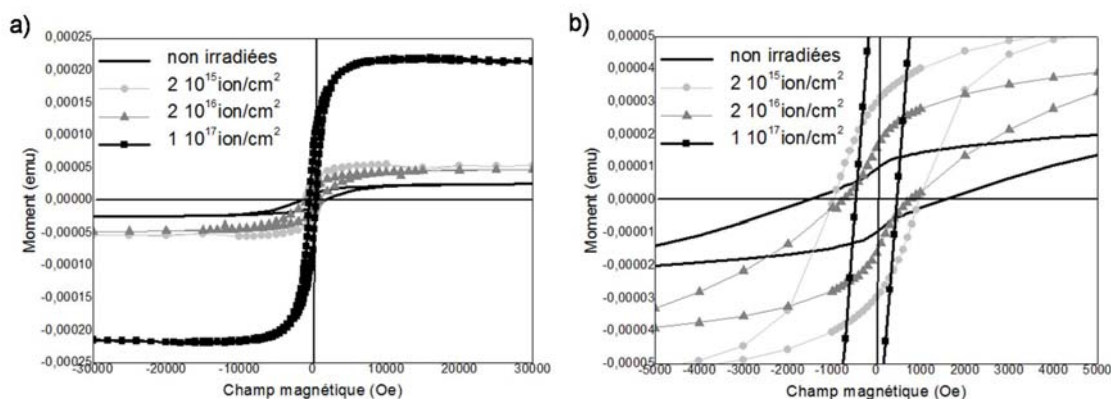 a)
0,00025
0,00020
0,00015
0,00010
0,00005
0,00000
-0,00005
-0,00010
-0,00015
-0,00020
-0,00025
Moment (emu)
non irradiées
2 10¹⁵ion/cm²
2 10¹⁶ion/cm²
1 10¹⁷ion/cm²
-30000 -20000 -10000 0 10000 20000 30000
Champ magnétique (Oe)
b)
0,00005
0,00004
0,00003
0,00002
0,00001
0,00000
-0,00001
-0,00002
-0,00003
-0,00004
-0,00005
Moment (emu)
non irradiées
2 10¹⁵ion/cm²
2 10¹⁶ion/cm²
1 10¹⁷ion/cm²
-5000 -4000 -3000 -2000 -1000 0 1000 2000 3000 4000 5000
Champ magnétique (Oe)